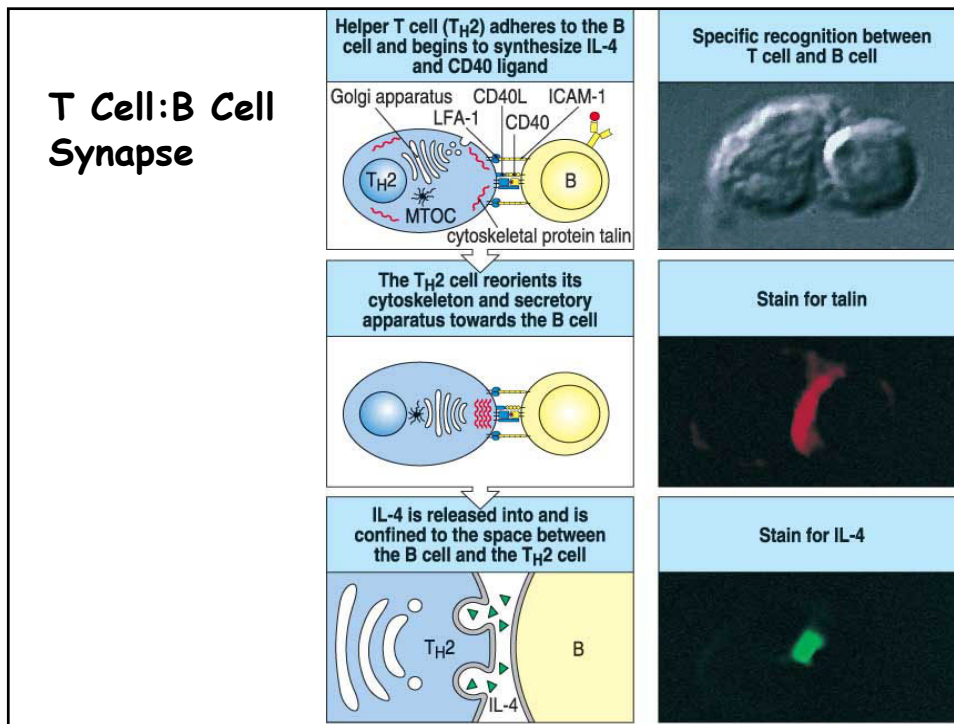 T Cell:B Cell
Synapse
Helper T cell (TH2) adheres to the B
cell and begins to synthesize IL-4
and CD40 ligand
Golgi apparatus
CD40L
ICAM-1
LFA-1
CD40
TH2
B
MTOC
cytoskeletal protein talin
Specific recognition between
T cell and B cell
The TH2 cell reorients its
cytoskeleton and secretory
apparatus towards the B cell
Stain for talin
IL-4 is released into and is
confined to the space between
the B cell and the TH2 cell
TH2
B
IL-4
Stain for IL-4